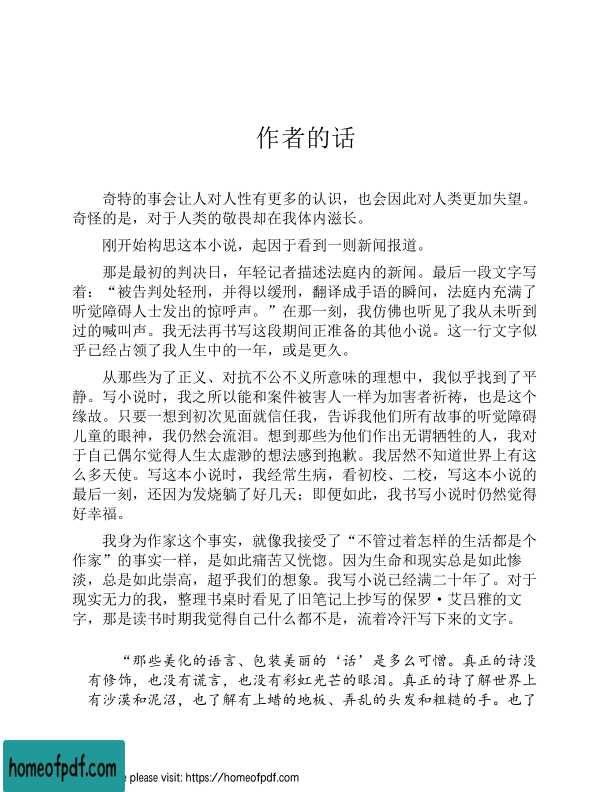 作者的话
奇特的事会让人对人性有更多的认识，也会因此对人类更加失望。
奇怪的是，对于人类的敬畏却在我体内滋长。
刚开始构思这本小说，起因于看到一则新闻报道。
那是最初的判决日，年轻记者描述法庭内的新闻。最后一段文字写
着：“被告判处轻刑，并得以缓刑，翻译成手语的瞬间，法庭内充满了
听觉障碍人士发出的惊呼声。”在那一刻，我仿佛也听见了我从未听到
过的喊叫声。我无法再书写这段期间正准备的其他小说。这一行文字似
乎已经占领了我人生中的一年，或是更久。
从那些为了正义、对抗不公不义所意味的理想中，我似乎找到了平
静。写小说时，我之所以能和案件被害人一样为加害者祈祷，也是这个
缘故。只要一想到初次见面就信任我，告诉我他们所有故事的听觉障碍
儿童的眼神，我仍然会流泪。想到那些为他们作出无谓牺牲的人，我对
于自己偶尔觉得人生太虚渺的想法感到抱歉。我居然不知道世界上有这
么多天使。写这本小说时，我经常生病，看初校、二校，写这本小说的
最后一刻，还因为发烧躺了好几天；即便如此，我书写小说时仍然觉得
好幸福。
我身为作家这个事实，就像我接受了“不管过着怎样的生活都是个
作家”的事实一样，是如此痛苦又恍惚。因为生命和现实总是如此惨
淡，总是如此崇高，超乎我们的想象。我写小说已经满二十年了。对于
现实无力的我，整理书桌时看见了旧笔记上抄写的保罗·艾吕雅的文
字，那是读书时期我觉得自己什么都不是，流着冷汗写下来的文字。
“那些美化的语言、包装美丽的‘话’是多么可憎。真正的诗没
有修饰，也没有谎言，也没有彩虹光芒的眼泪。真正的诗了解世界上
有沙漠和泥沼，也了解有上蜡的地板、弄乱的头发和粗糙的手。也了
homeofpdf.com
e please visit: https://homeofpdf.com